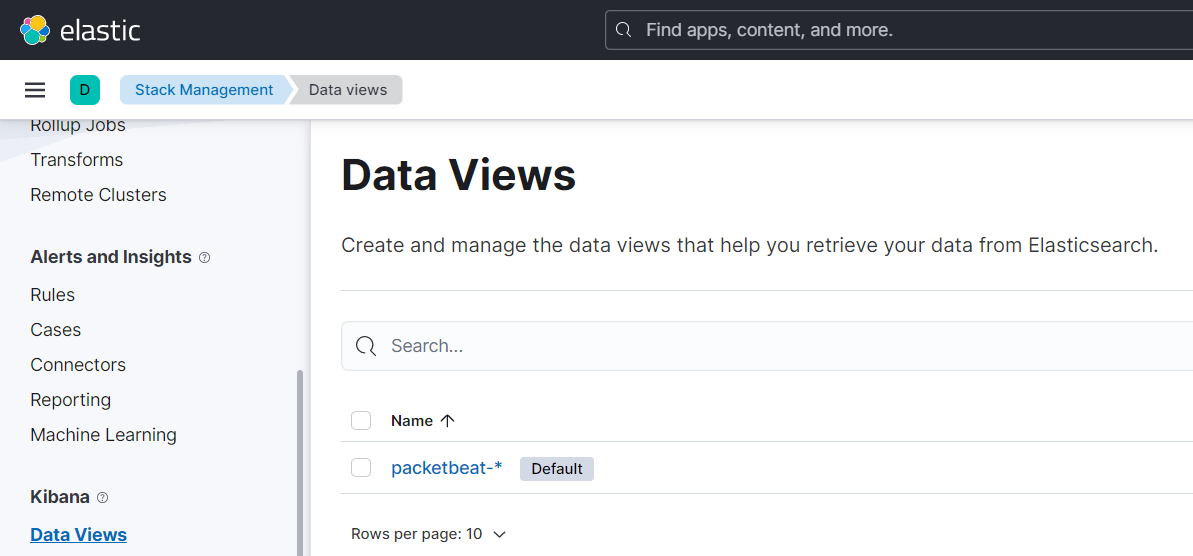 elastic
Find apps, content, and more.
D
Stack Management
Data views
Rollup Jobs
Transforms
Remote Clusters
Alerts and Insights
Rules
Cases
Connectors
Reporting
Machine Learning
Kibana
Data Views
Data Views
Create and manage the data views that help you retrieve your data from Elasticsearch.
Search...
Name
packetbeat-* Default
Rows per page: 10